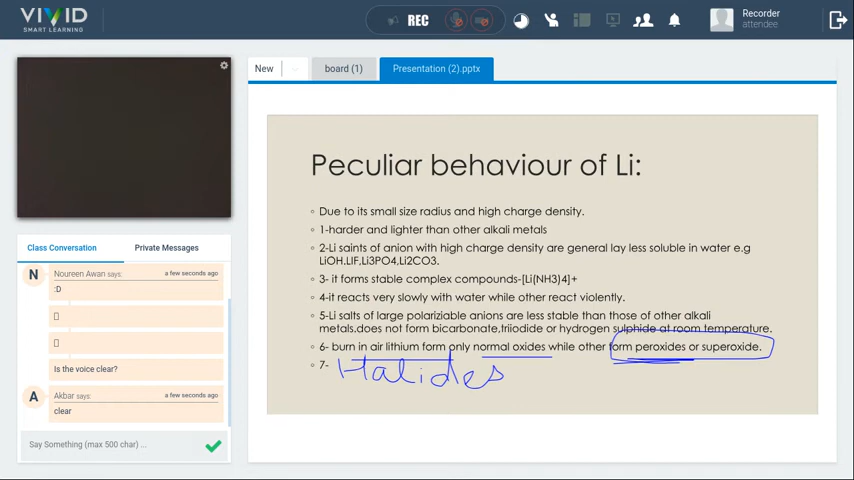 VIVID
SMART LEARNING
REC
Recorder
attendee
New
board (1)
Presentation (2).pptx
Peculiar behaviour of Li:
Due to its small size radius and high charge density.
1-harder and lighter than other alkali metals
2-Li saints of anion with high charge density are general lay less soluble in water e.g
LiOH,LIF,Li3PO4,Li2CO3.
3- it forms stable complex compounds-[Li(NH3)4]+
4-it reacts very slowly with water while other react violently.
5-Li salts of large polariziable anions are less stable than those of other alkali
metals,does not form bicarbonate,triiodide or hydrogen sulphide at room temperature.
6- burn in air lithium form only normal oxides while other form peroxides or superoxide.
7- Halides
Class Conversation
Private Messages
N
Noureen Awan says:
a few seconds ago
:D
Is the voice clear?
A
Akbar says:
a few seconds ago
clear
Say Something (max 500 char) ...